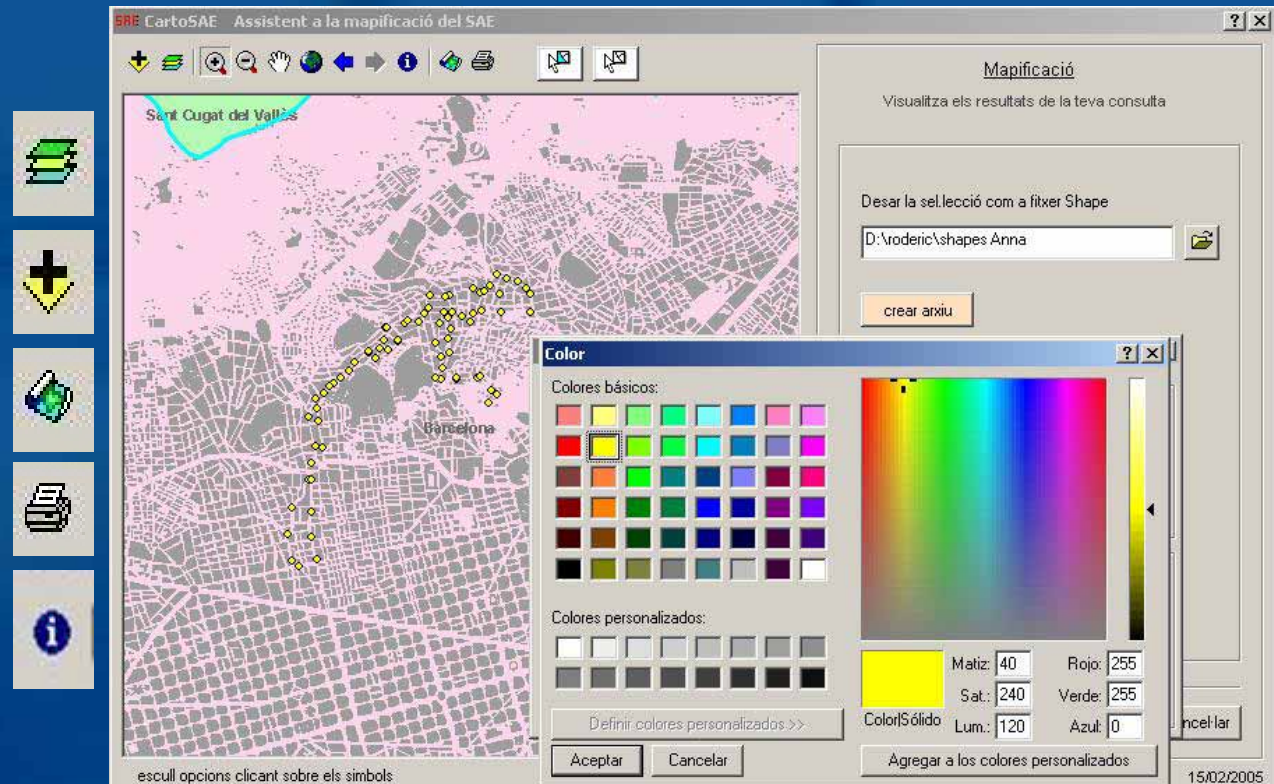 SAE CartoSAE Assistent a la mapificació del SAE
Mapificació
Visualitza els resultats de la teva consulta
Sant Cugat del Vallès
Desar la sel.lecció com a fitxer Shape
D:\roderic\shapes Anna
crear arxiu
Barcelona
Color
Colores básicos:
Colores personalizados:
Matiz: 40
Rojo: 255
Sat.: 240
Verde: 255
Color|Sólido
Lum.: 120
Azul: 0
Definir colores personalizados >>
Aceptar
Cancelar
Agregar a los colores personalizados
ncel·lar
escull opcions clicant sobre els simbols
15/02/2005